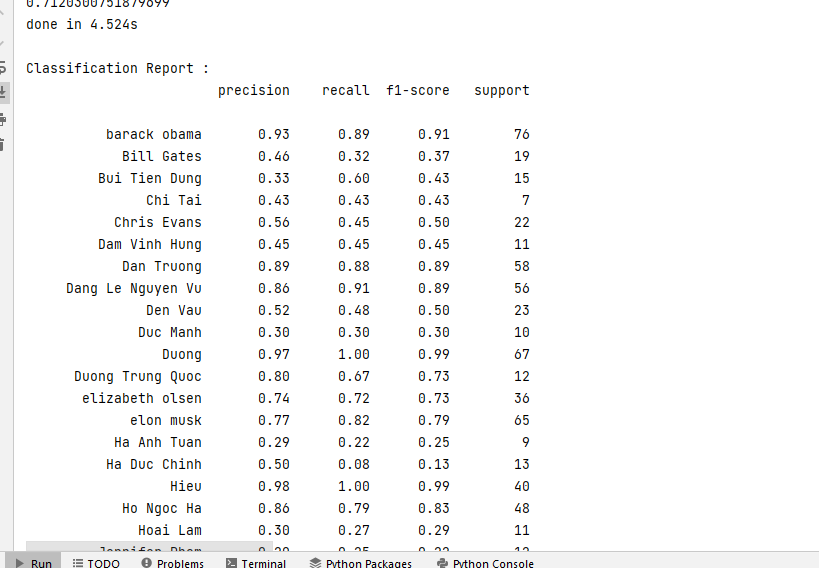 0.7120300751879699
done in 4.524s
Classification Report :
precision recall f1-score support
barack obama 0.93 0.89 0.91 76
Bill Gates 0.46 0.32 0.37 19
Bui Tien Dung 0.33 0.60 0.43 15
Chi Tai 0.43 0.43 0.43 7
Chris Evans 0.56 0.45 0.50 22
Dam Vinh Hung 0.45 0.45 0.45 11
Dan Truong 0.89 0.88 0.89 58
Dang Le Nguyen Vu 0.86 0.91 0.89 56
Den Vau 0.52 0.48 0.50 23
Duc Manh 0.30 0.30 0.30 10
Duong 0.97 1.00 0.99 67
Duong Trung Quoc 0.80 0.67 0.73 12
elizabeth olsen 0.74 0.72 0.73 36
elon musk 0.77 0.82 0.79 65
Ha Anh Tuan 0.29 0.22 0.25 9
Ha Duc Chinh 0.50 0.08 0.13 13
Hieu 0.98 1.00 0.99 40
Ho Ngoc Ha 0.86 0.79 0.83 48
Hoai Lam 0.30 0.27 0.29 11
Run TODO Problems Terminal Python Packages Python Console